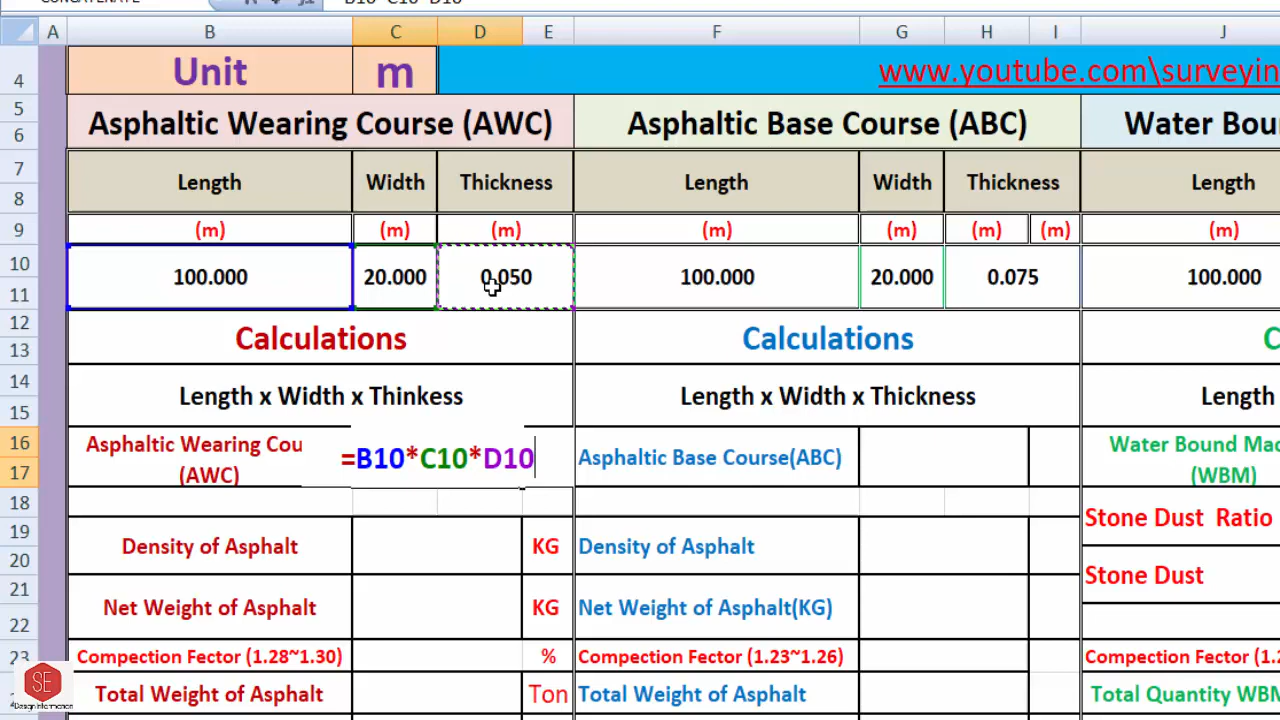 A B C D E F G H I J
4 Unit m www.youtube.com\surveyin
5 Asphaltic Wearing Course (AWC) Asphaltic Base Course (ABC) Water Bou
6
7 Length Width Thickness Length Width Thickness Length
8
9 (m) (m) (m) (m) (m) (m) (m) (m)
10 100.000 20.000 0.050 100.000 20.000 0.075 100.000
11
12 Calculations Calculations C
13
14 Length x Width x Thinkess Length x Width x Thickness Length
15
16 Asphaltic Wearing Cou =B10*C10*D10 Asphaltic Base Course(ABC) Water Bound Mac
17 (AWC) (WBM)
18 Stone Dust Ratio
19 Density of Asphalt KG Density of Asphalt
20 Stone Dust
21 Net Weight of Asphalt KG Net Weight of Asphalt(KG)
22
23 Compection Fector (1.28~1.30) % Compection Fector (1.23~1.26) Compection Fector (1.2
Total Weight of Asphalt Ton Total Weight of Asphalt Total Quantity WBM
SE
Design Informative